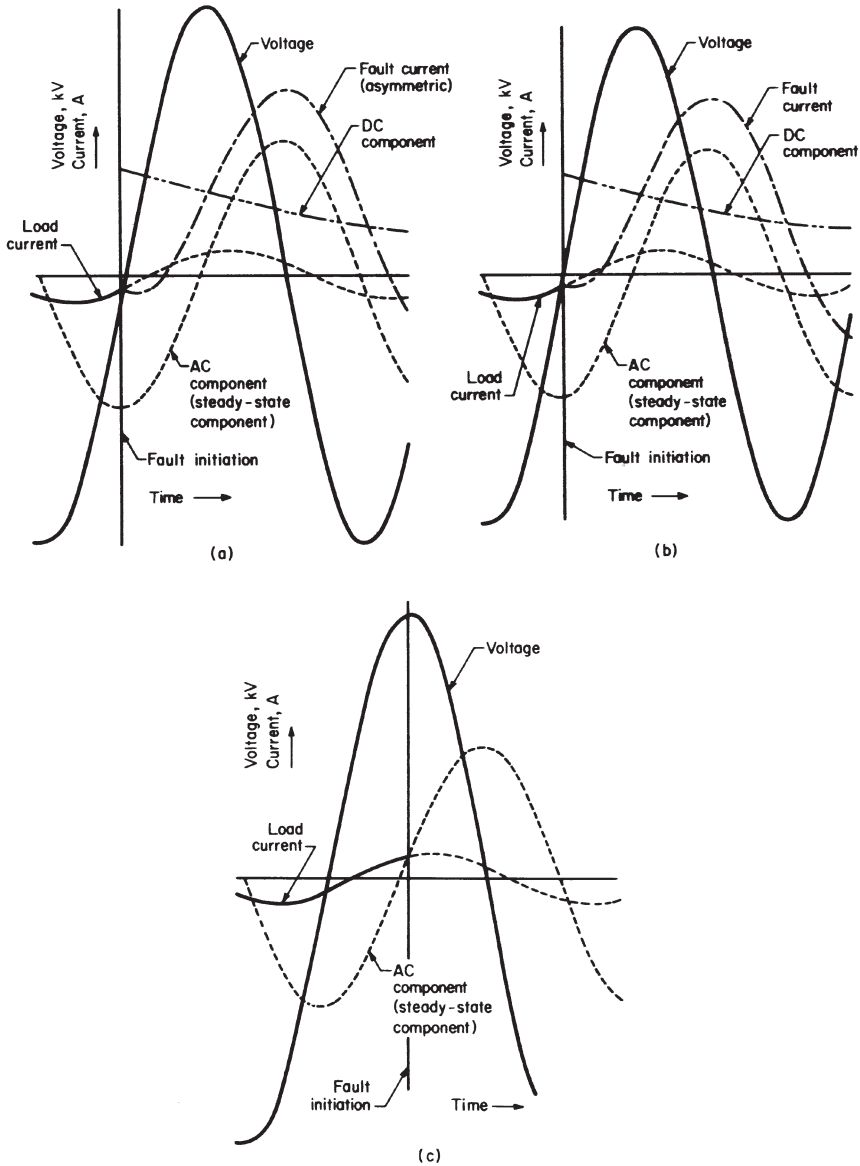 Voltage, kV
Current, A
Voltage
Fault current
(asymmetric)
DC
component
Load
current
AC
component
(steady-state
component)
Fault initiation
Time
(a)
Voltage, kV
Current, A
Voltage
Fault
current
DC
component
Load
current
AC
component
(steady-state
component)
Fault initiation
Time
(b)
Voltage, kV
Current, A
Voltage
Load
current
AC
component
(steady-state
component)
Fault
initiation
Time
(c)